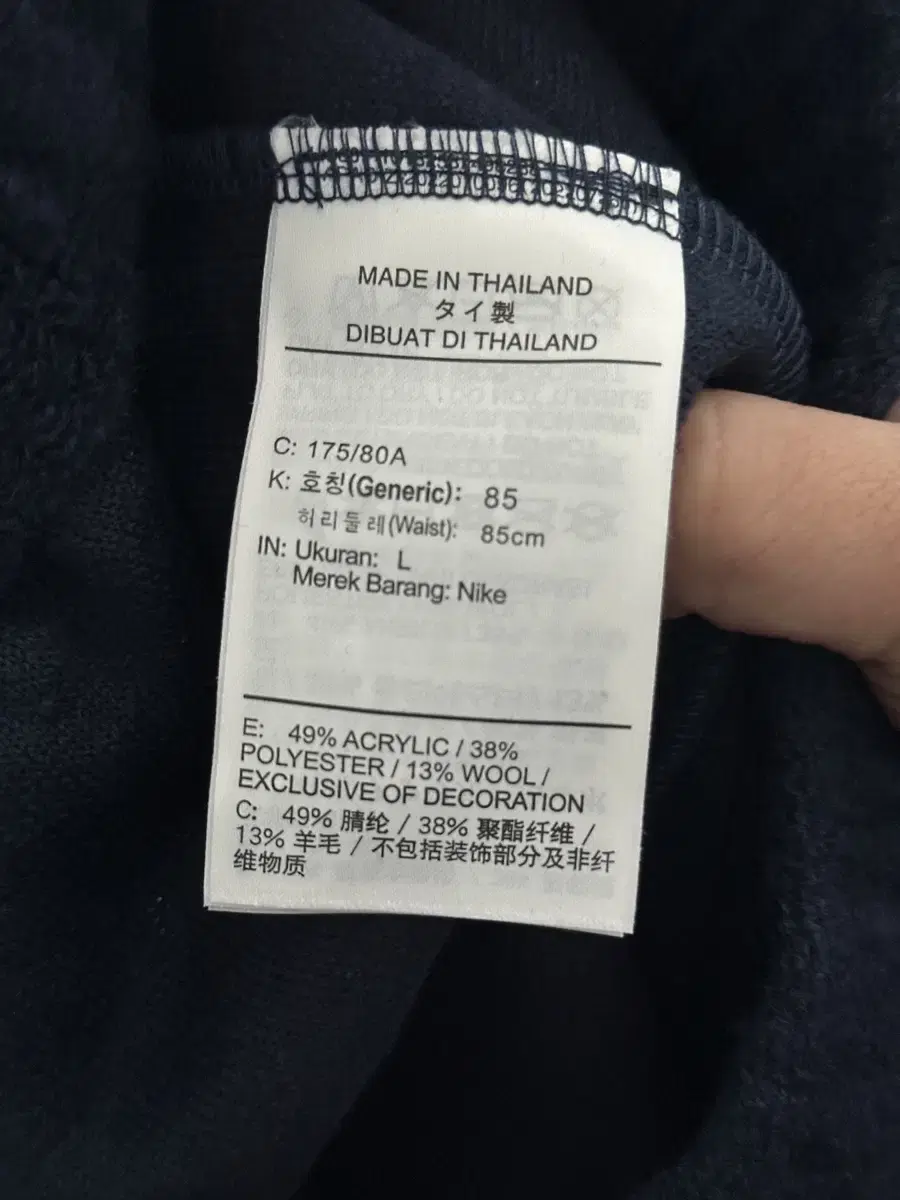 MADE IN THAILAND
タイ製
DIBUAT DI THAILAND
C: 175/80A
K: 호칭(Generic): 85
허리둘레(Waist): 85cm
IN: Ukuran: L
Merek Barang: Nike
E: 49% ACRYLIC / 38%
POLYESTER / 13% WOOL /
EXCLUSIVE OF DECORATION
C: 49% 腈纶 / 38% 聚酯纤维 /
13% 羊毛 / 不包括装饰部分及非纤
维物质